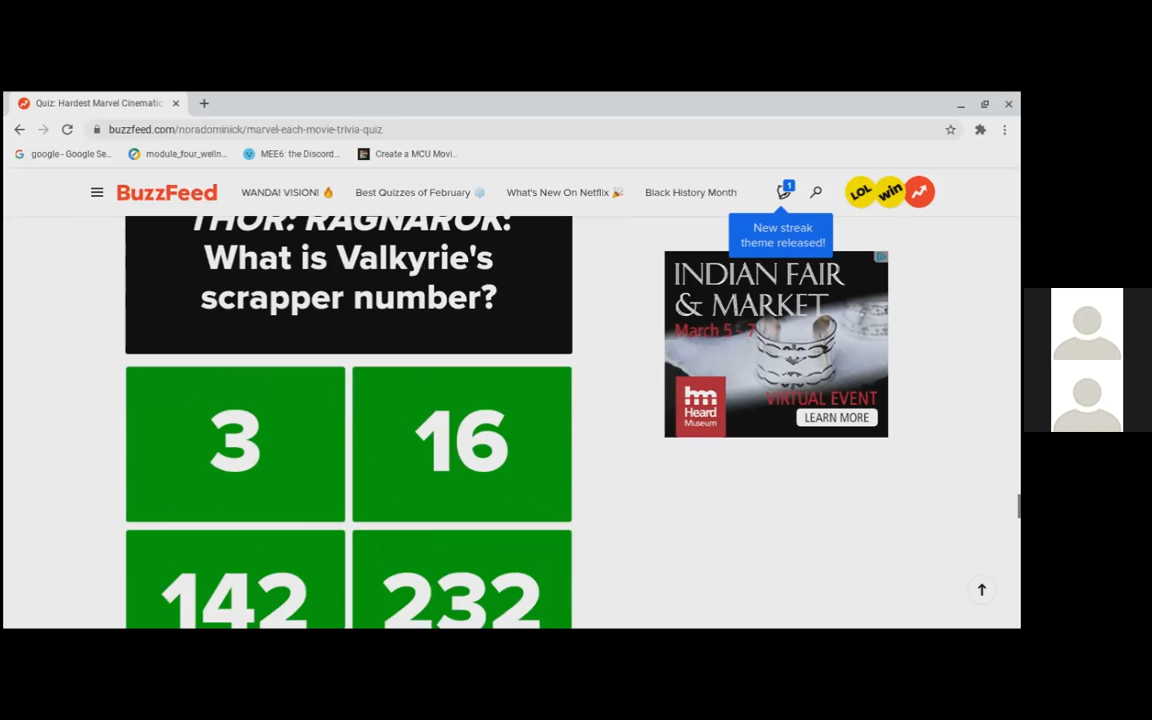 Quiz: Hardest Marvel Cinematic
buzzfeed.com/noradominick/marvel-each-movie-trivia-quiz
google - Google Se...
module_four_welln...
MEE6: the Discord...
Create a MCU Movi...
BuzzFeed
WANDA! VISION! 🔥
Best Quizzes of February
What's New On Netflix 🎉
Black History Month
1
LOL
win
New streak
theme released!
THOR: RAGNAROK:
What is Valkyrie's
scrapper number?
3
16
142
232
INDIAN FAIR
& MARKET
March 5 - 7
hm
Heard
Museum
VIRTUAL EVENT
LEARN MORE